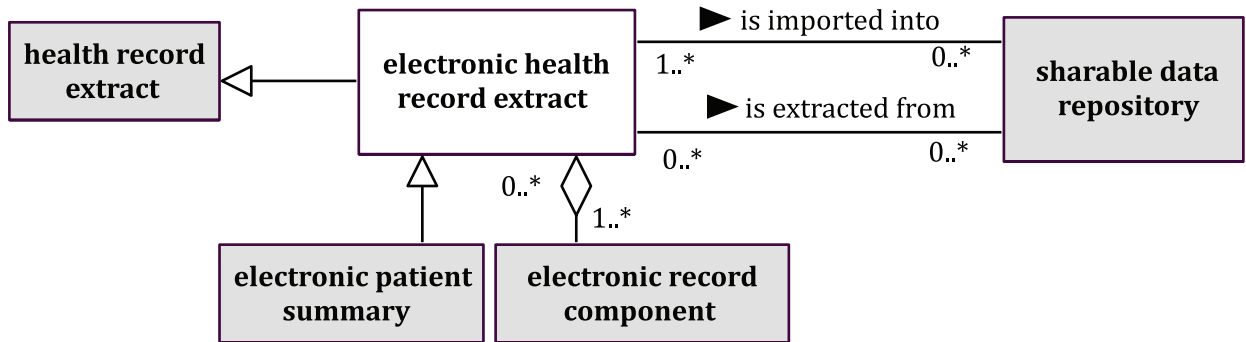 health record
extract
electronic health
record extract
is imported into
1..*
0..*
is extracted from
0..*
0..*
sharable data
repository
0..*
1..*
electronic patient
summary
electronic record
component